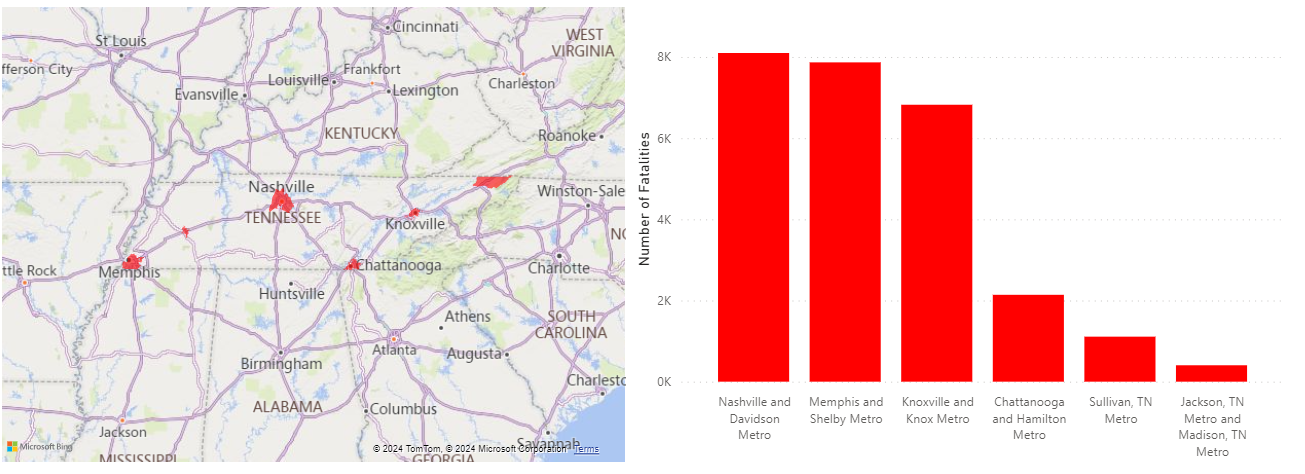 Cincinnati
WEST
VIRGINIA
St Louis
fferson City
Louisville
Frankfort
Charleston
Evansville
Lexington
KENTUCKY
Roanoke
Nashville
Winston-Sale
TENNESSEE
Knoxville
NO
ttle Rock
Memphis
Chattanooga
Charlotte
Huntsville
Athens
SOUTH
CAROLINA
Atlanta
Augusta
Birmingham
Charlesto
ALABAMA
Columbus
Jackson
Savannah
Microsoft Bing
© 2024 TomTom, © 2024 Microsoft Corporation Terms
MISSISSIPPI
GEORGIA
Number of Fatalities
8K
6K
4K
2K
0K
Nashville and
Davidson
Metro
Memphis and
Shelby Metro
Knoxville and
Knox Metro
Chattanooga
and Hamilton
Metro
Sullivan, TN
Metro
Jackson, TN
Metro and
Madison, TN
Metro